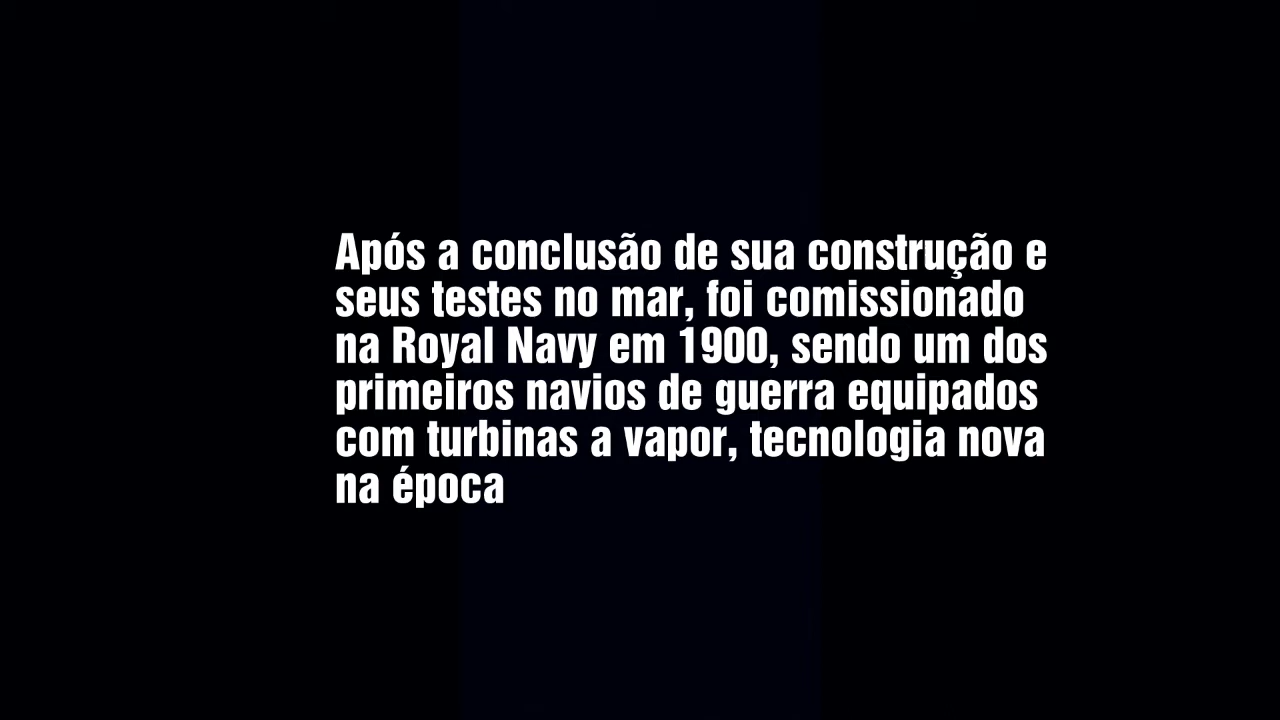 Após a conclusão de sua construção e
seus testes no mar, foi comissionado
na Royal Navy em 1900, sendo um dos
primeiros navios de guerra equipados
com turbinas a vapor, tecnologia nova
na época